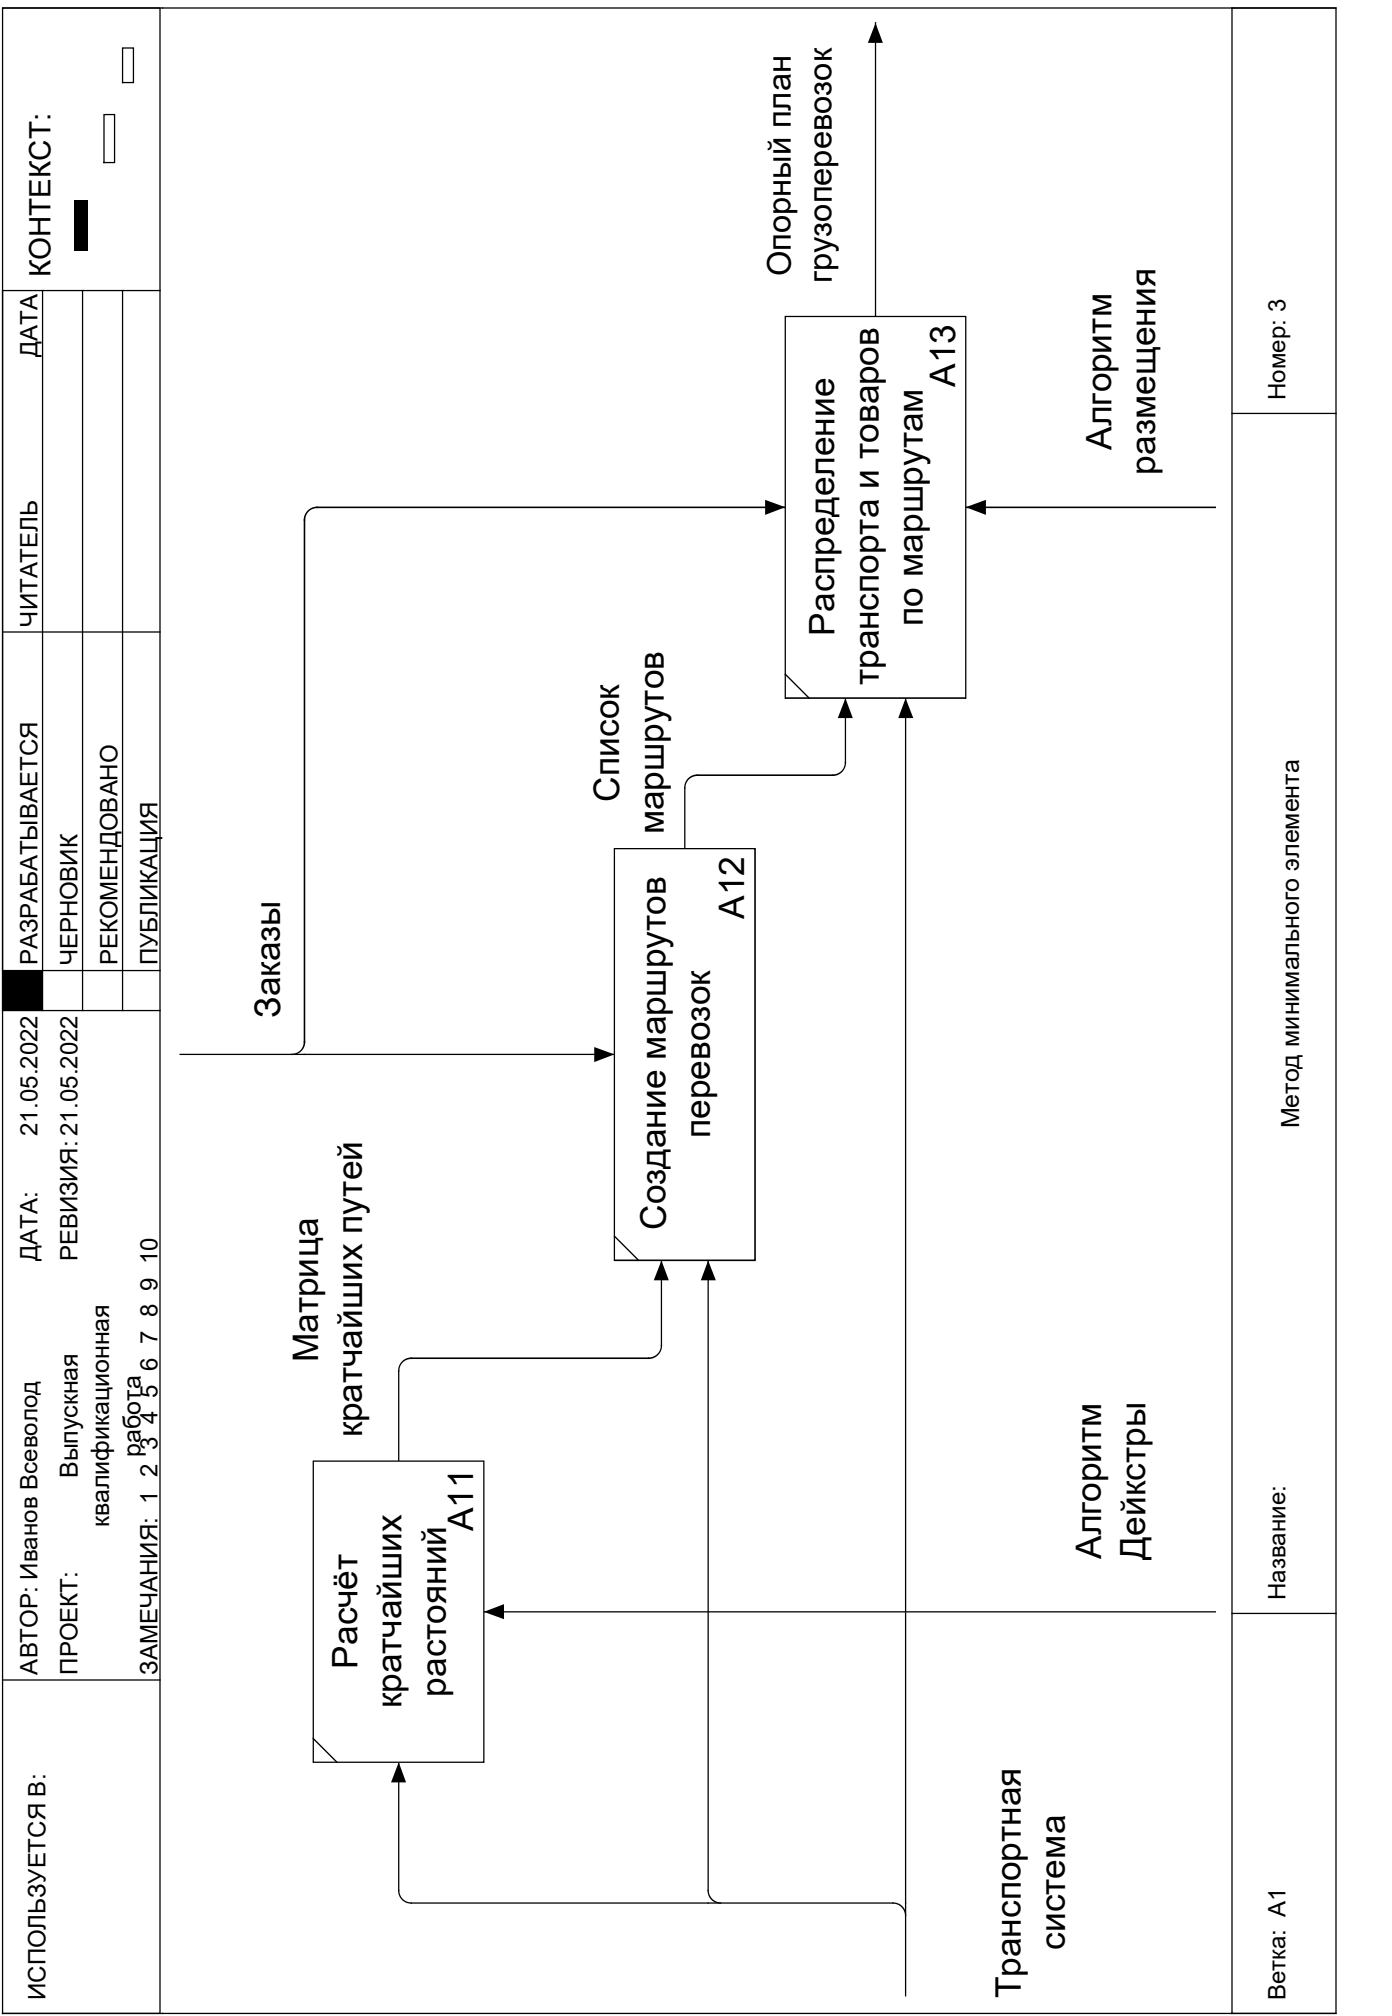 ИСПОЛЬЗУЕТСЯ В:
АВТОР: Иванов Всеволод
ДАТА: 21.05.2022
ПРОЕКТ: Выпускная
квалификационная
работа
РЕВИЗИЯ: 21.05.2022
ЗАМЕЧАНИЯ: 1 2 3 4 5 6 7 8 9 10
РАЗРАБАТЫВАЕТСЯ
ЧЕРНОВИК
РЕКОМЕНДОВАНО
ПУБЛИКАЦИЯ
ЧИТАТЕЛЬ
ДАТА
КОНТЕКСТ:
Заказы
Расчёт
кратчайших
растояний
A11
Матрица
кратчайших путей
Создание маршрутов
перевозок
A12
Список
маршрутов
Распределение
транспорта и товаров
по маршрутам
A13
Опорный план
грузоперевозок
Транспортная
система
Алгоритм
Дейкстры
Алгоритм
размещения
Ветка: A1
Название:
Метод минимального элемента
Номер: 3